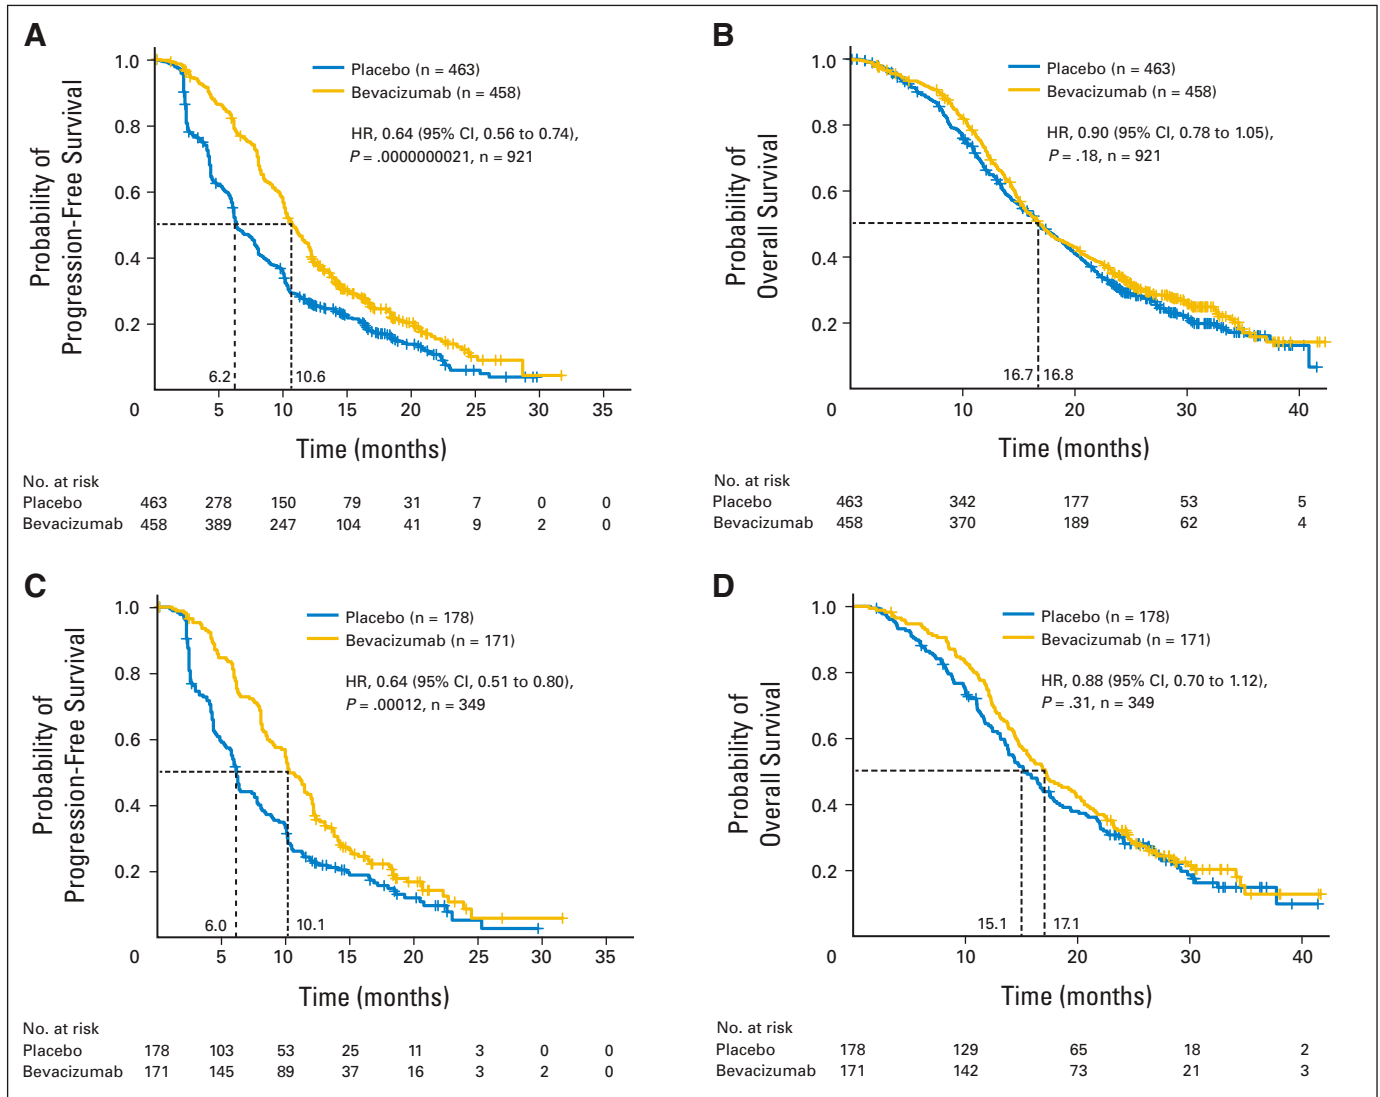 A
Probability of
Progression-Free Survival
1.0
0.8
0.6
0.4
0.2
Placebo (n = 463)
Bevacizumab (n = 458)
HR, 0.64 (95% CI, 0.56 to 0.74),
P = .0000000021, n = 921
6.2
10.6
0
5
10
15
20
25
30
35
Time (months)
No. at risk
Placebo 463 278 150 79 31 7 0 0
Bevacizumab 458 389 247 104 41 9 2 0
B
Probability of
Overall Survival
1.0
0.8
0.6
0.4
0.2
Placebo (n = 463)
Bevacizumab (n = 458)
HR, 0.90 (95% CI, 0.78 to 1.05),
P = .18, n = 921
16.7
16.8
0
10
20
30
40
Time (months)
No. at risk
Placebo 463 342 177 53 5
Bevacizumab 458 370 189 62 4
C
Probability of
Progression-Free Survival
1.0
0.8
0.6
0.4
0.2
Placebo (n = 178)
Bevacizumab (n = 171)
HR, 0.64 (95% CI, 0.51 to 0.80),
P = .00012, n = 349
6.0
10.1
0
5
10
15
20
25
30
35
Time (months)
No. at risk
Placebo 178 103 53 25 11 3 0 0
Bevacizumab 171 145 89 37 16 3 2 0
D
Probability of
Overall Survival
1.0
0.8
0.6
0.4
0.2
Placebo (n = 178)
Bevacizumab (n = 171)
HR, 0.88 (95% CI, 0.70 to 1.12),
P = .31, n = 349
15.1
17.1
0
10
20
30
40
Time (months)
No. at risk
Placebo 178 129 65 18 2
Bevacizumab 171 142 73 21 3